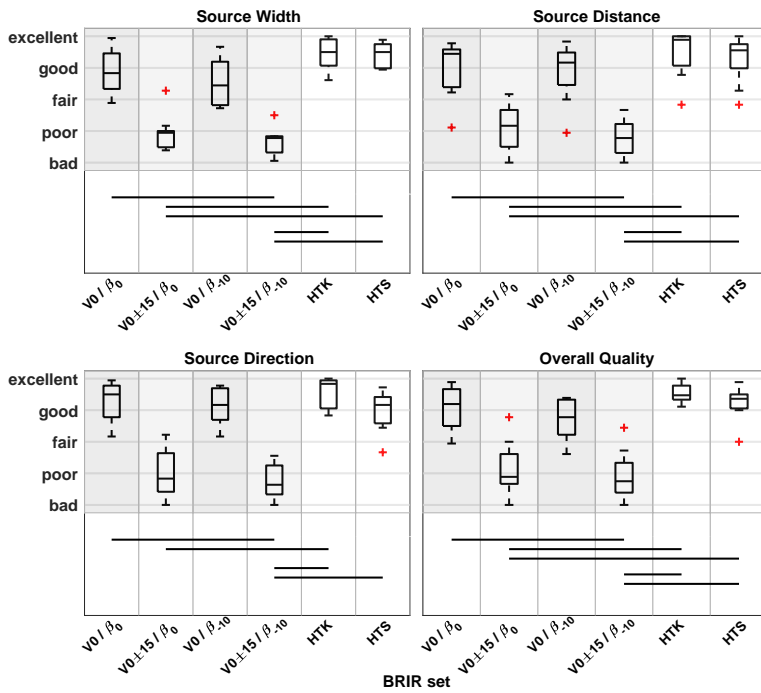 Source Width
Source Distance
excellent
good
fair
poor
bad
V0 / β0
V0±15 / β0
V0 / β-10
V0±15 / β-10
HTK
HTS
V0 / β0
V0±15 / β0
V0 / β-10
V0±15 / β-10
HTK
HTS
Source Direction
Overall Quality
excellent
good
fair
poor
bad
V0 / β0
V0±15 / β0
V0 / β-10
V0±15 / β-10
HTK
HTS
V0 / β0
V0±15 / β0
V0 / β-10
V0±15 / β-10
HTK
HTS
BRIR set